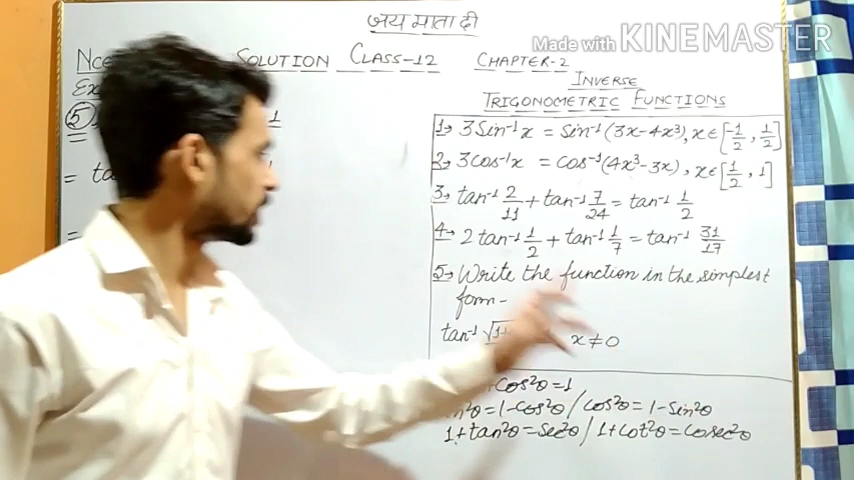 जय माता दी
Made with KINEMASTER
SOLUTION CLASS-12 CHAPTER-2
INVERSE
TRIGONOMETRIC FUNCTIONS
5
1→ 3Sin⁻¹x = Sin⁻¹(3x-4x³), x∈[-1/2, 1/2]
2→ 3cos⁻¹x = cos⁻¹(4x³-3x), x∈[1/2, 1]
3→ tan⁻¹ 2/11 + tan⁻¹ 7/24 = tan⁻¹ 1/2
4→ 2tan⁻¹ 1/2 + tan⁻¹ 1/7 = tan⁻¹ 31/17
5→ Write the function in the simplest
form-
tan⁻¹ x≠0
cos²θ=1
=1-cos²θ / cos²θ = 1-sin²θ
1+tan²θ=sec²θ / 1+cot²θ=cosec²θ